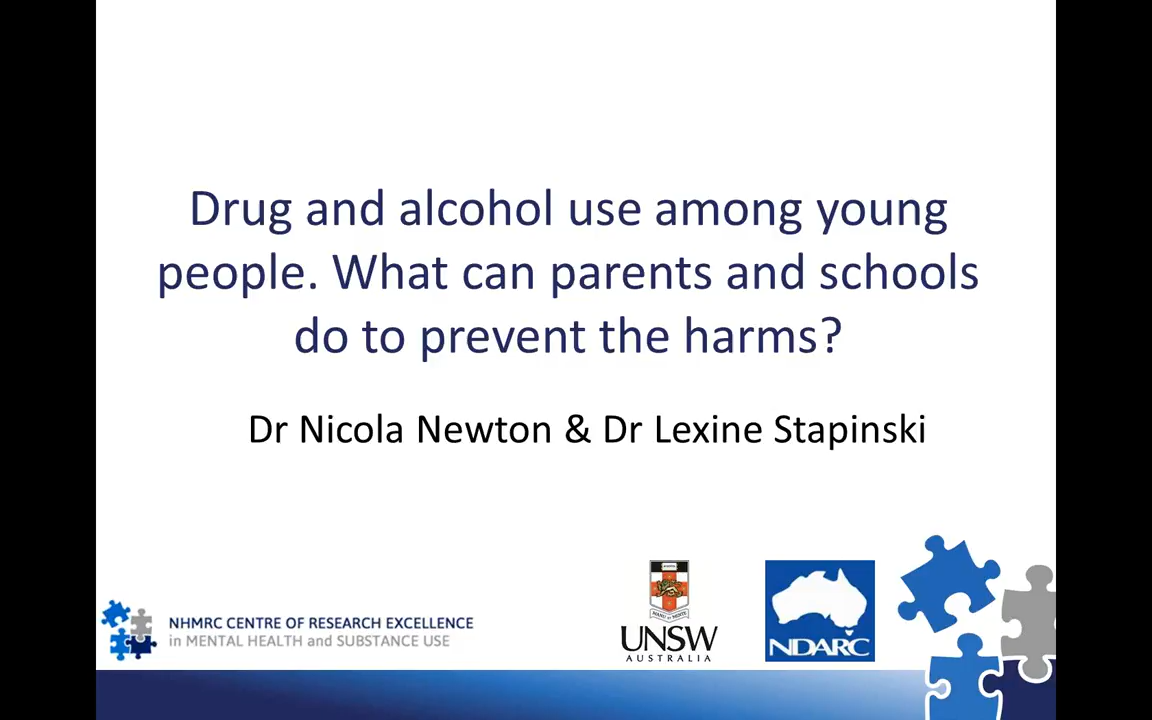 Drug and alcohol use among young
people. What can parents and schools
do to prevent the harms?
Dr Nicola Newton & Dr Lexine Stapinski
NHMRC CENTRE OF RESEARCH EXCELLENCE
in MENTAL HEALTH and SUBSTANCE USE
UNSW
AUSTRALIA
NDARC